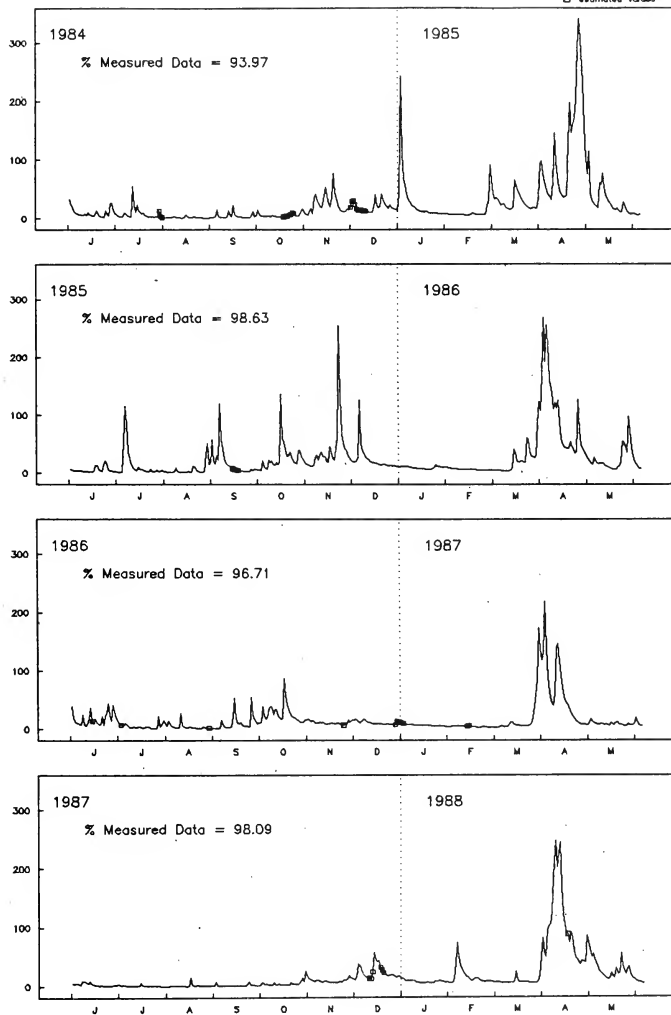 □ estimated values
1984
1985
% Measured Data = 93.97
300
200
100
0
J J A S O N D J F M A M
1985
1986
% Measured Data = 98.63
300
200
100
0
J J A S O N D J F M A M
1986
1987
% Measured Data = 96.71
300
200
100
0
J J A S O N D J F M A M
1987
1988
% Measured Data = 98.09
300
200
100
0
J J A S O N D J F M A M